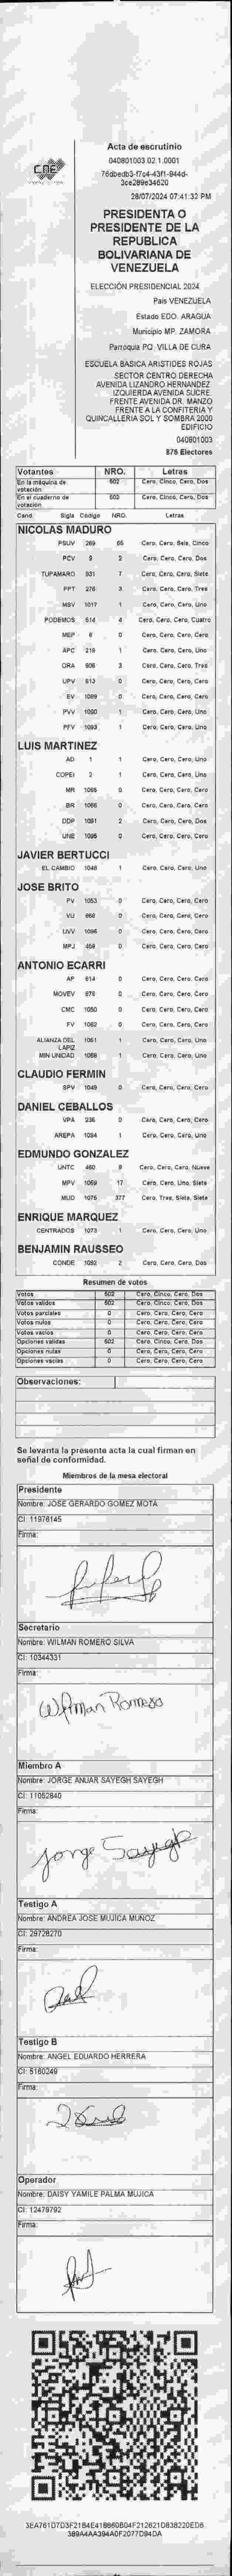 CNE
Acta de escrutinio
040801003.02.1.0001
76dbedb3-f7c4-43f1-944d-
3ce289e34620
28/07/2024 07:41:32 PM
PRESIDENTA O
PRESIDENTE DE LA
REPUBLICA
BOLIVARIANA DE
VENEZUELA
ELECCIÓN PRESIDENCIAL 2024
Pais VENEZUELA
Estado EDO. ARAGUA
Municipio MP. ZAMORA
Parroquia PQ. VILLA DE CURA
ESCUELA BÁSICA ARISTIDES ROJAS
SECTOR CENTRO DERECHA
AVENIDA LIZANDRO HERNANDEZ.
IZQUIERDA AVENIDA SUCRE.
FRENTE AVENIDA DR. MANZO
FRENTE A LA CONFITERIA Y
QUINCALLERIA SOL Y SOMBRA 2000
EDIFICIO
040801003
876 Electores
Votantes NRO. Letras
En la máquina de votación 602 Cero, Cinco, Cero, Dos
En el cuaderno de votación 502 Cero, Cinco, Cero, Dos
Cand. Sigla Código NRO. Letras
NICOLAS MADURO
PSUV 269 65 Cero, Cero, Seis, Cinco
PCV 9 2 Cero, Cero, Cero, Dos
TUPAMARO 931 7 Cero, Cero, Cero, Siete
PPT 276 3 Cero, Cero, Cero, Tres
MSV 1017 1 Cero, Cero, Cero, Uno
PODEMOS 514 4 Cero, Cero, Cero, Cuatro
MEP 6 0 Cero, Cero, Cero, Cero
APC 219 1 Cero, Cero, Cero, Uno
ORA 906 3 Cero, Cero, Cero, Tres
UPV 613 0 Cero, Cero, Cero, Cero
EV 1089 0 Cero, Cero, Cero, Cero
PVV 1090 1 Cero, Cero, Cero, Uno
PFV 1093 1 Cero, Cero, Cero, Uno
LUIS MARTINEZ
AD 1 1 Cero, Cero, Cero, Uno
COPEI 2 1 Cero, Cero, Cero, Uno
MR 1065 0 Cero, Cero, Cero, Cero
BR 1066 0 Cero, Cero, Cero, Cero
DDP 1091 2 Cero, Cero, Cero, Dos
UNE 1095 0 Cero, Cero, Cero, Cero
JAVIER BERTUCCI
EL CAMBIO 1048 1 Cero, Cero, Cero, Uno
JOSE BRITO
PV 1053 0 Cero, Cero, Cero, Cero
VU 868 0 Cero, Cero, Cero, Cero
UVV 1096 0 Cero, Cero, Cero, Cero
MPJ 458 0 Cero, Cero, Cero, Cero
ANTONIO ECARRI
AP 614 0 Cero, Cero, Cero, Cero
MOVEV 876 0 Cero, Cero, Cero, Cero
CMC 1050 0 Cero, Cero, Cero, Cero
FV 1062 0 Cero, Cero, Cero, Cero
ALIANZA DEL LAPIZ 1051 1 Cero, Cero, Cero, Uno
MIN UNIDAD 1058 1 Cero, Cero, Cero, Uno
CLAUDIO FERMIN
SPV 1049 0 Cero, Cero, Cero, Cero
DANIEL CEBALLOS
VPA 236 0 Cero, Cero, Cero, Cero
AREPA 1094 1 Cero, Cero, Cero, Uno
EDMUNDO GONZALEZ
UNTC 460 9 Cero, Cero, Cero, Nueve
MPV 1069 17 Cero, Cero, Uno, Siete
MUD 1076 377 Cero, Tres, Siete, Siete
ENRIQUE MARQUEZ
CENTRADOS 1073 1 Cero, Cero, Cero, Uno
BENJAMIN RAUSSEO
CONDE 1092 2 Cero, Cero, Cero, Dos
Resumen de votos
Votos 502 Cero, Cinco, Cero, Dos
Votos válidos 502 Cero, Cinco, Cero, Dos
Votos parciales 0 Cero, Cero, Cero, Cero
Votos nulos 0 Cero, Cero, Cero, Cero
Votos vacíos 0 Cero, Cero, Cero, Cero
Opciones válidas 502 Cero, Cinco, Cero, Dos
Opciones nulas 0 Cero, Cero, Cero, Cero
Opciones vacías 0 Cero, Cero, Cero, Cero
Observaciones:
Se levanta la presente acta la cual firman en
señal de conformidad.
Miembros de la mesa electoral
Presidente
Nombre: JOSE GERARDO GOMEZ MOTA
CI: 11976145
Firma:
Secretario
Nombre: WILMAN ROMERO SILVA
CI: 10344331
Firma:
Wilman Romero
Miembro A
Nombre: JORGE ANUAR SAYEGH SAYEGH
CI: 11052840
Firma:
Jorge Sayegh
Testigo A
Nombre: ANDREA JOSE MUJICA MUÑOZ
CI: 29728270
Firma:
Testigo B
Nombre: ANGEL EDUARDO HERRERA
CI: 5160249
Firma:
Operador
Nombre: DAISY YAMILE PALMA MUJICA
CI: 12479792
Firma:
3EA761D7D3F21B4E418860B04F212621D838220ED6
389A4AA394A0F2077D94DA